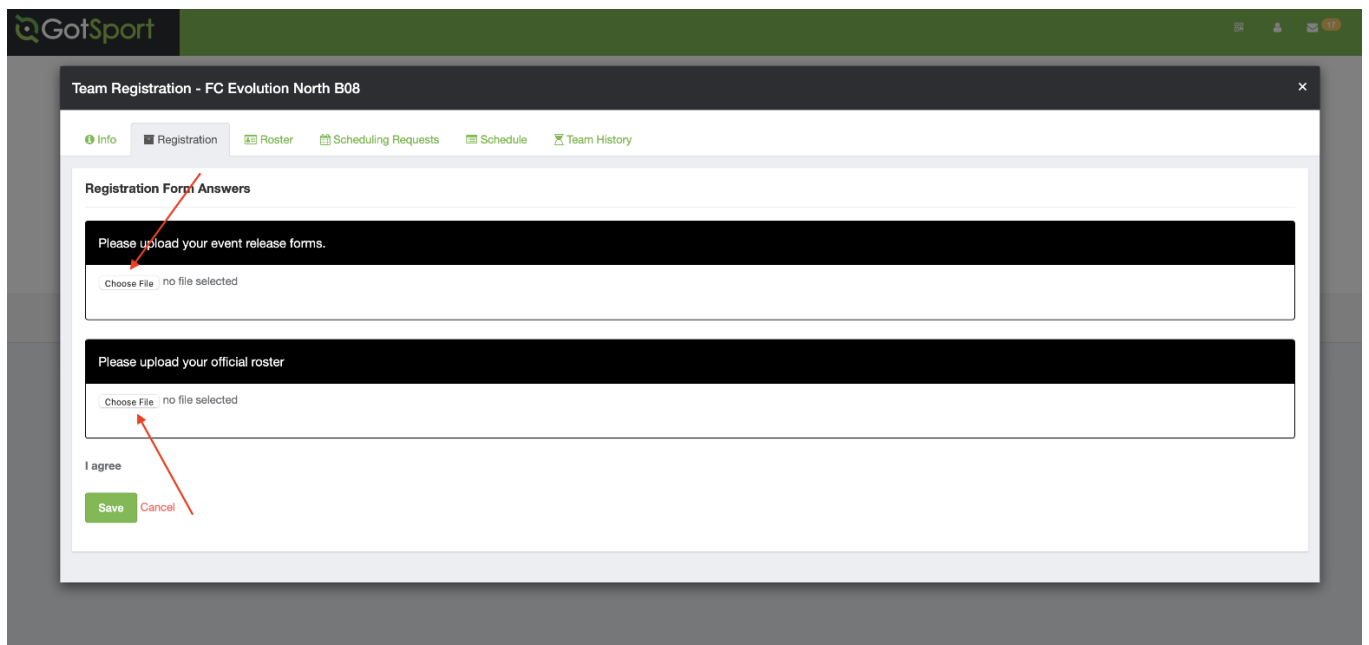 GotSport
Team Registration - FC Evolution North B08
Info Registration Roster Scheduling Requests Schedule Team History
Registration Form Answers
Please upload your event release forms.
Choose File no file selected
Please upload your official roster
Choose File no file selected
I agree
Save Cancel